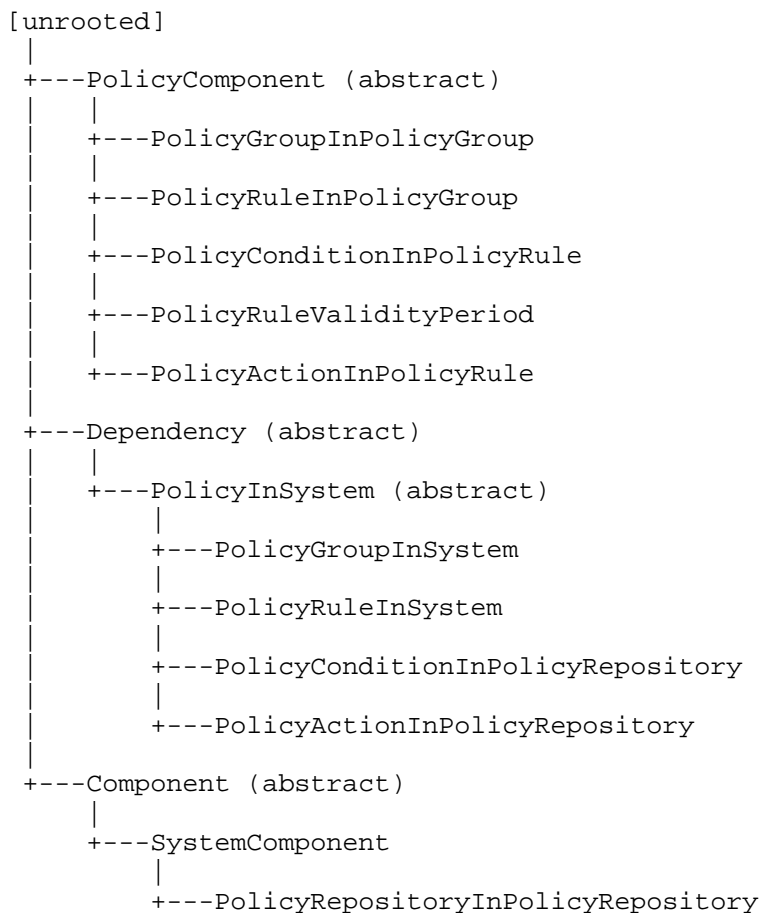 [unrooted]
 |
 +---PolicyComponent (abstract)
 |   |
 |   +---PolicyGroupInPolicyGroup
 |   |
 |   +---PolicyRuleInPolicyGroup
 |   |
 |   +---PolicyConditionInPolicyRule
 |   |
 |   +---PolicyRuleValidityPeriod
 |   |
 |   +---PolicyActionInPolicyRule
 |
 +---Dependency (abstract)
 |   |
 |   +---PolicyInSystem (abstract)
 |       |
 |       +---PolicyGroupInSystem
 |       |
 |       +---PolicyRuleInSystem
 |       |
 |       +---PolicyConditionInPolicyRepository
 |       |
 |       +---PolicyActionInPolicyRepository
 |
 +---Component (abstract)
     |
     +---SystemComponent
         |
         +---PolicyRepositoryInPolicyRepository